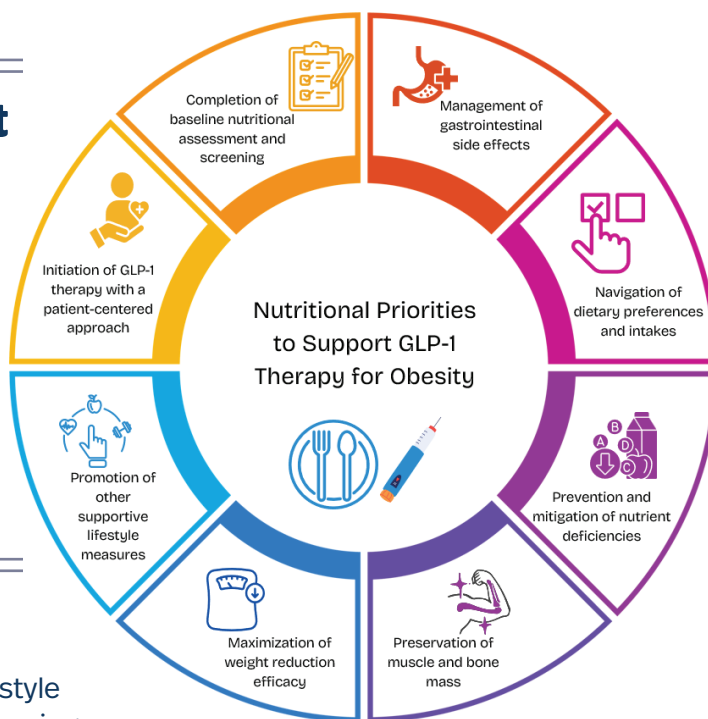 t
Nutritional Priorities
to Support GLP-1
Therapy for Obesity
Initiation of GLP-1
therapy with a
patient-centered
approach
Completion of
baseline nutritional
assessment and
screening
Management of
gastrointestinal
side effects
Navigation of
dietary preferences
and intakes
A
B
D
C
Prevention and
mitigation of nutrient
deficiencies
Preservation of
muscle and bone
mass
Maximization of
weight reduction
efficacy
Promotion of
other
supportive
lifestyle
measures
style